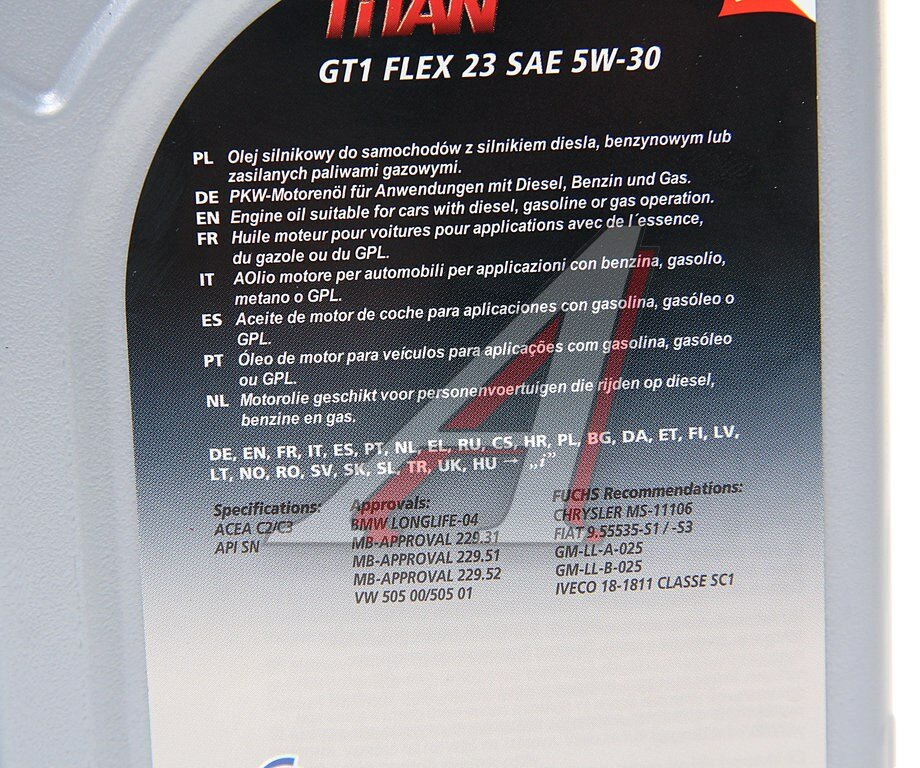 TITAN
GT1 FLEX 23 SAE 5W-30
PL Olej silnikowy do samochodów z silnikiem diesla, benzynowym lub
zasilanych paliwami gazowymi.
DE PKW-Motorenöl für Anwendungen mit Diesel, Benzin und Gas.
EN Engine oil suitable for cars with diesel, gasoline or gas operation.
FR Huile moteur pour voitures pour applications avec de l´essence,
du gazole ou du GPL.
IT AOlio motore per automobili per applicazioni con benzina, gasolio,
metano o GPL.
ES Aceite de motor de coche para aplicaciones con gasolina, gasóleo o
GPL.
PT Óleo de motor para veículos para aplicações com gasolina, gasóleo
ou GPL.
NL Motorolie geschikt voor personenvoertuigen die rijden op diesel,
benzine en gas.
DE, EN, FR, IT, ES, PT, NL, EL, RU, CS, HR, PL, BG, DA, ET, FI, LV,
LT, NO, RO, SV, SK, SL, TR, UK, HU → „i”
Specifications:
ACEA C2/C3
API SN
Approvals:
BMW LONGLIFE-04
MB-APPROVAL 229.31
MB-APPROVAL 229.51
MB-APPROVAL 229.52
VW 505 00/505 01
FUCHS Recommendations:
CHRYSLER MS-11106
FIAT 9.55535-S1 / -S3
GM-LL-A-025
GM-LL-B-025
IVECO 18-1811 CLASSE SC1